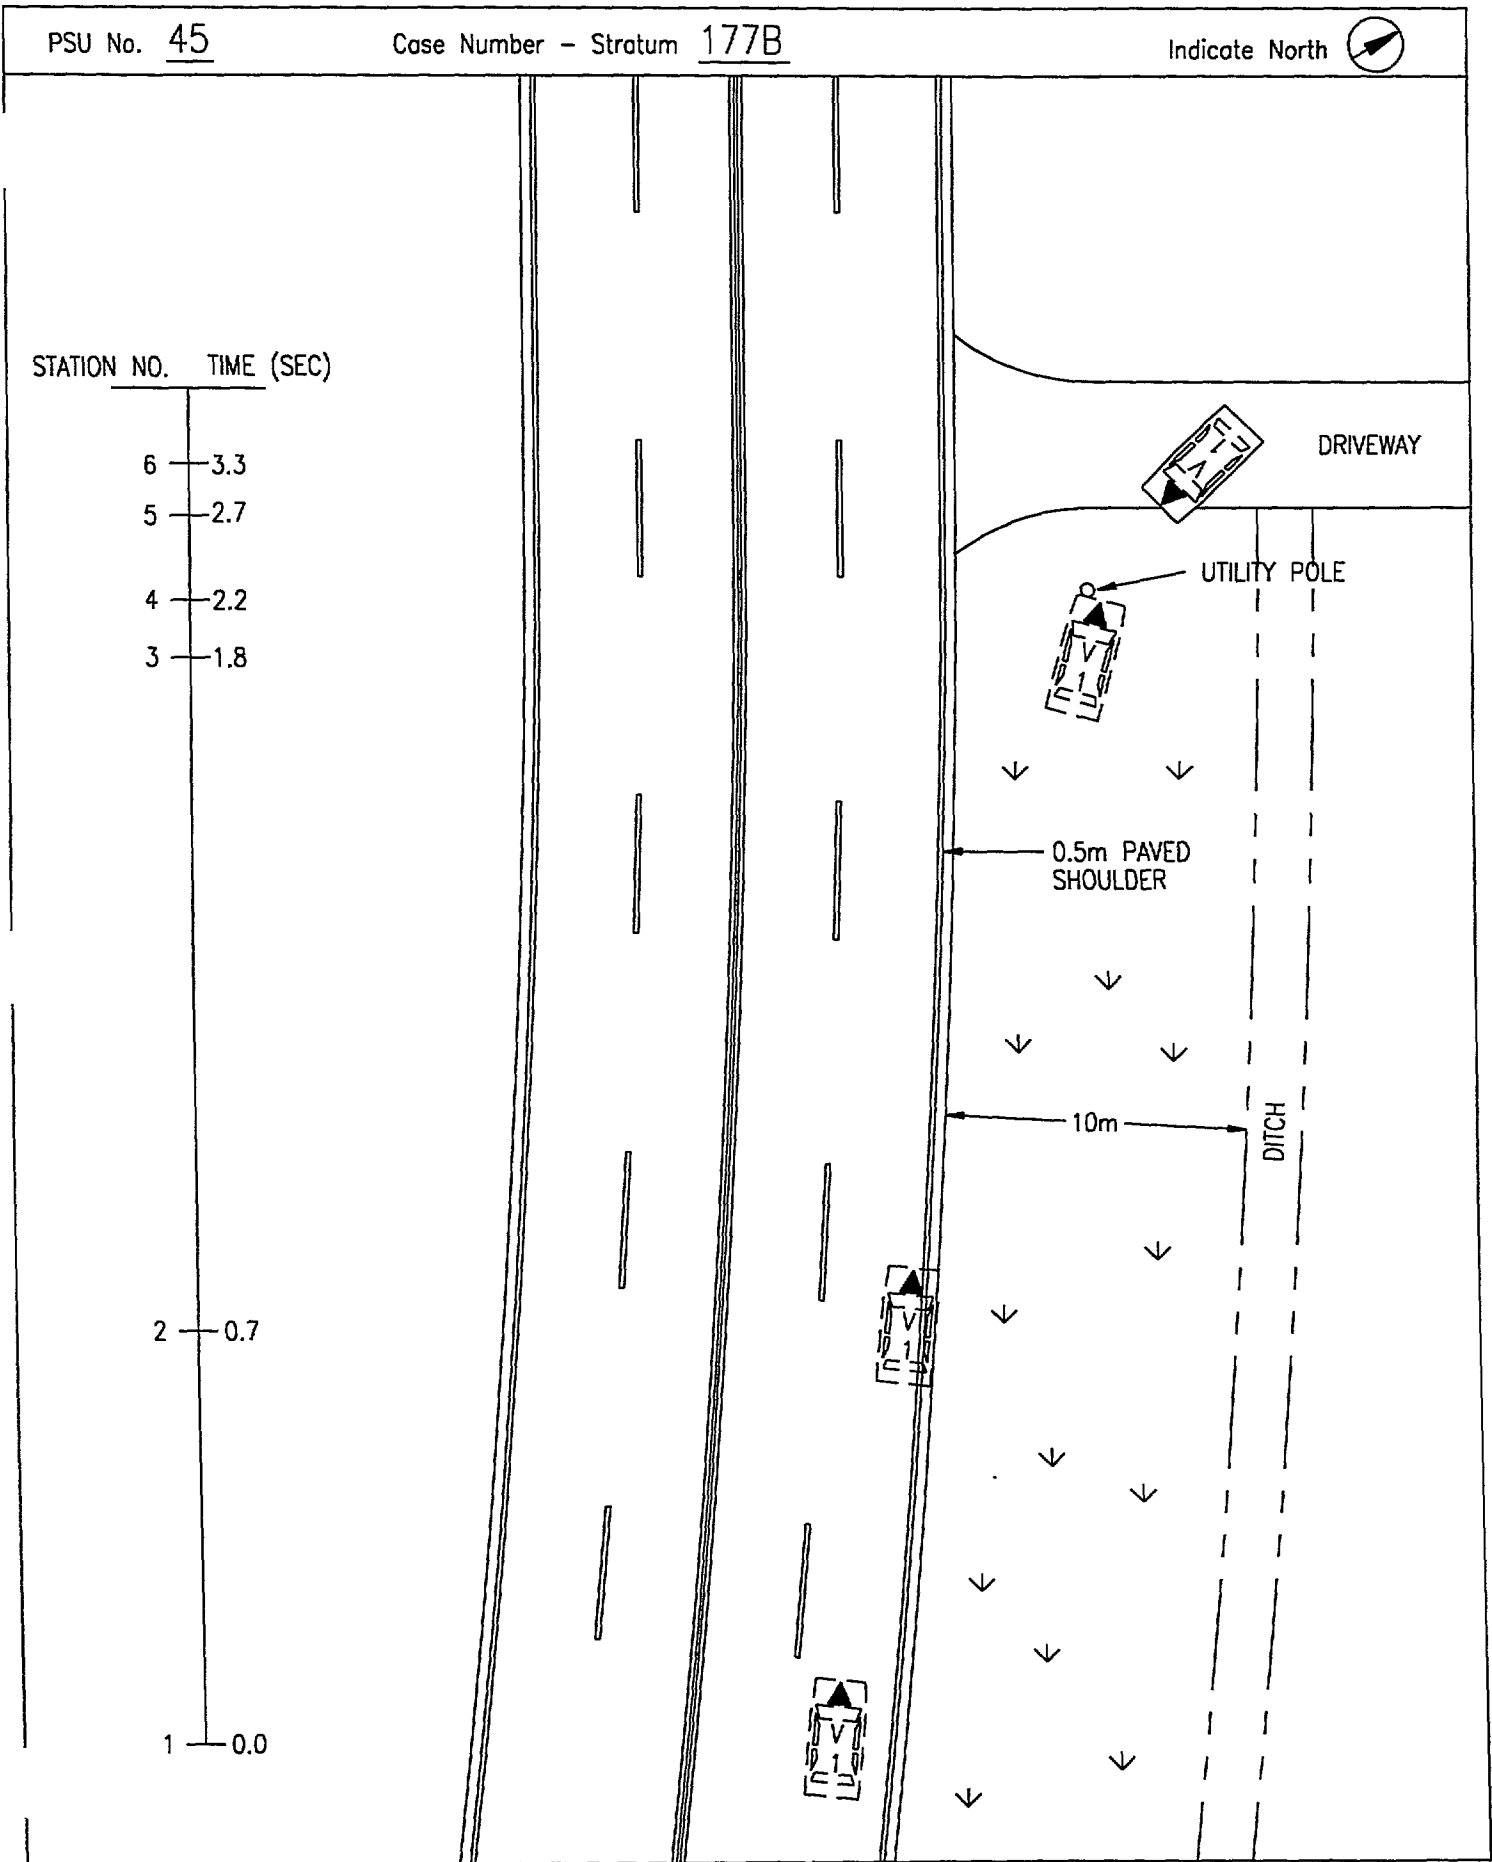 PSU No. 45 Case Number - Stratum 177B Indicate North
STATION NO. TIME (SEC)
6 3.3
5 2.7
4 2.2
3 1.8
2 0.7
1 0.0
V
1
DRIVEWAY
UTILITY POLE
V
1
0.5m PAVED
SHOULDER
10m
DITCH
V
1
V
1